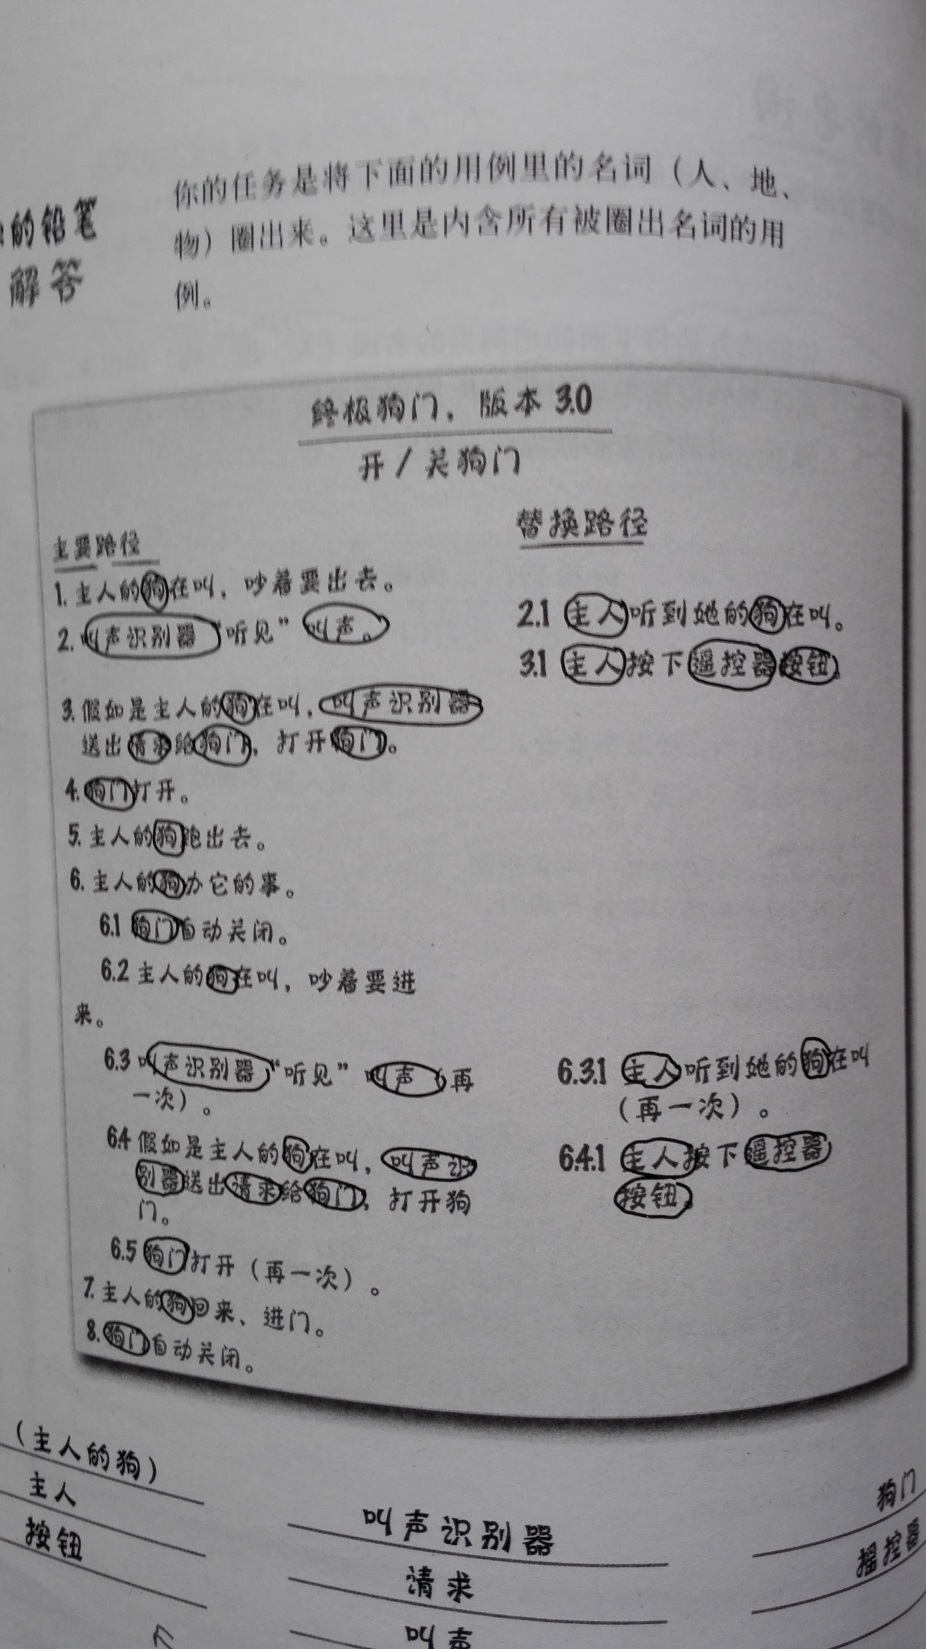 的铅笔
解答
你的任务是将下面的用例里的名词（人、地、
物）圈出来。这里是内含所有被圈出名词的用
例。
终极狗门，版本 3.0
开/关狗门
主要路径
1. 主人的狗在叫，吵着要出去。
2. 叫声识别器“听见”叫声。
3. 假如是主人的狗在叫，叫声识别器
送出请求给狗门，打开狗门。
4. 狗门打开。
5. 主人的狗跑出去。
6. 主人的狗办它的事。
6.1 狗门自动关闭。
6.2 主人的狗在叫，吵着要进
来。
6.3 叫声识别器“听见”叫声（再
一次）。
6.4 假如是主人的狗在叫，叫声识
别器送出请求给狗门，打开狗
门。
6.5 狗门打开（再一次）。
7. 主人的狗回来、进门。
8. 狗门自动关闭。
替换路径
2.1 主人听到她的狗在叫。
3.1 主人按下遥控器按钮。
6.3.1 主人听到她的狗在叫
（再一次）。
6.4.1 主人按下遥控器
按钮。
（主人的狗）
主人
按钮
叫声识别器
请求
叫声
狗门
遥控器